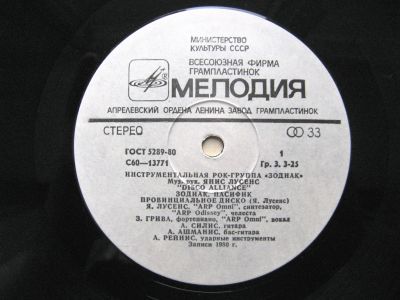 МИНИСТЕРСТВО
КУЛЬТУРЫ СССР
ВСЕСОЮЗНАЯ ФИРМА
ГРАМПЛАСТИНОК
МЕЛОДИЯ
АПРЕЛЕВСКИЙ ОРДЕНА ЛЕНИНА ЗАВОД ГРАМПЛАСТИНОК
СТЕРЕО 33
ГОСТ 5289-80 1
С60—13771 Гр. 3. 3-25
ИНСТРУМЕНТАЛЬНАЯ РОК-ГРУППА «ЗОДИАК»
Муз. рук. ЯНИС ЛУСЕНС
"DISCO ALLIANCE"
ЗОДИАК, ПАСИФИК
ПРОВИНЦИАЛЬНОЕ ДИСКО (Я. Лусенс)
Я. ЛУСЕНС, "ARP Omni", синтезатор,
"ARP Odissey", челеста
З. ГРИВА, фортепиано, "ARP Omni", вокал
А. СИЛИС, гитара
А. АШМАНИС, бас-гитара
А. РЕЙНИС, ударные инструменты
Запись 1980 г.